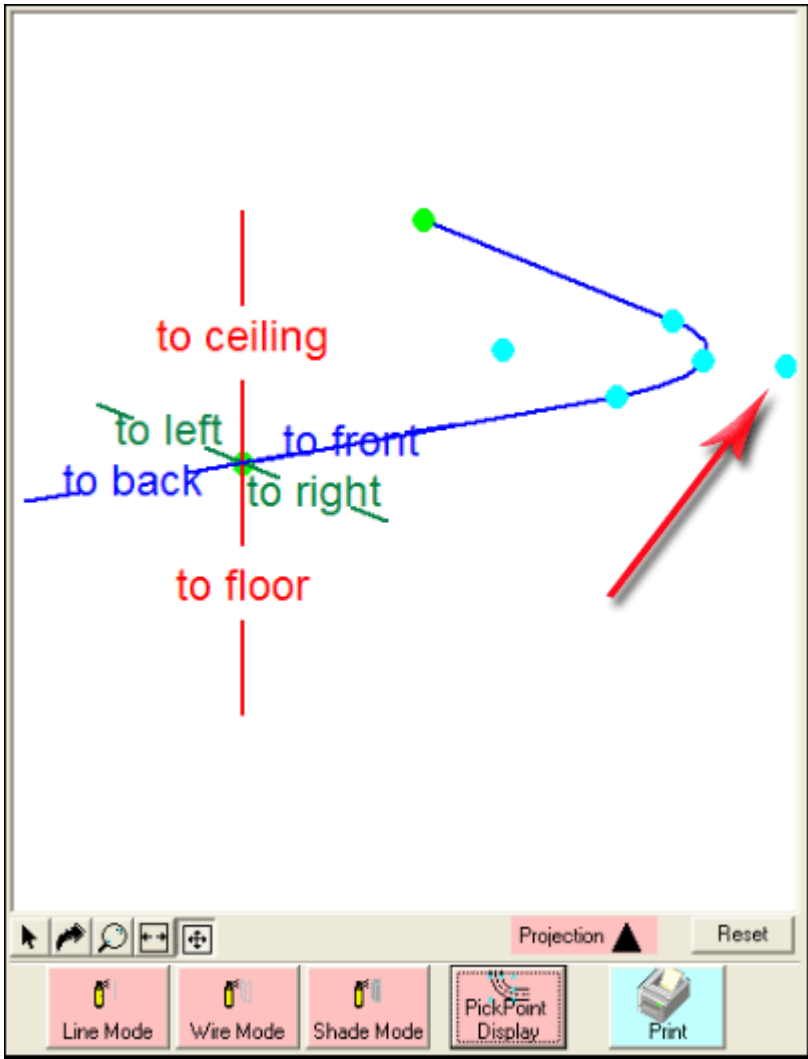 to ceiling
to left
to front
to back
to right
to floor
Projection
Reset
Line Mode
Wire Mode
Shade Mode
PickPoint
Display
Print